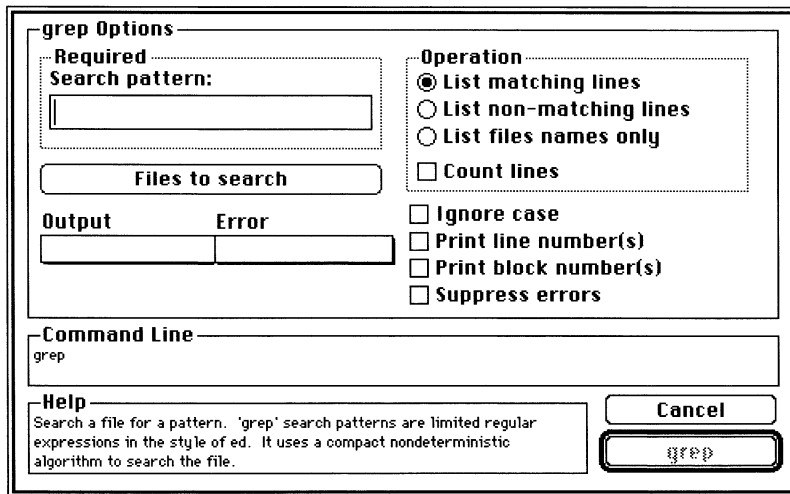 grep Options
Required
Search pattern:
Files to search
Output Error
Operation
List matching lines
List non-matching lines
List files names only
Count lines
Ignore case
Print line number(s)
Print block number(s)
Suppress errors
Command Line
grep
Help
Search a file for a pattern. 'grep' search patterns are limited regular
expressions in the style of ed. It uses a compact nondeterministic
algorithm to search the file.
Cancel
grep